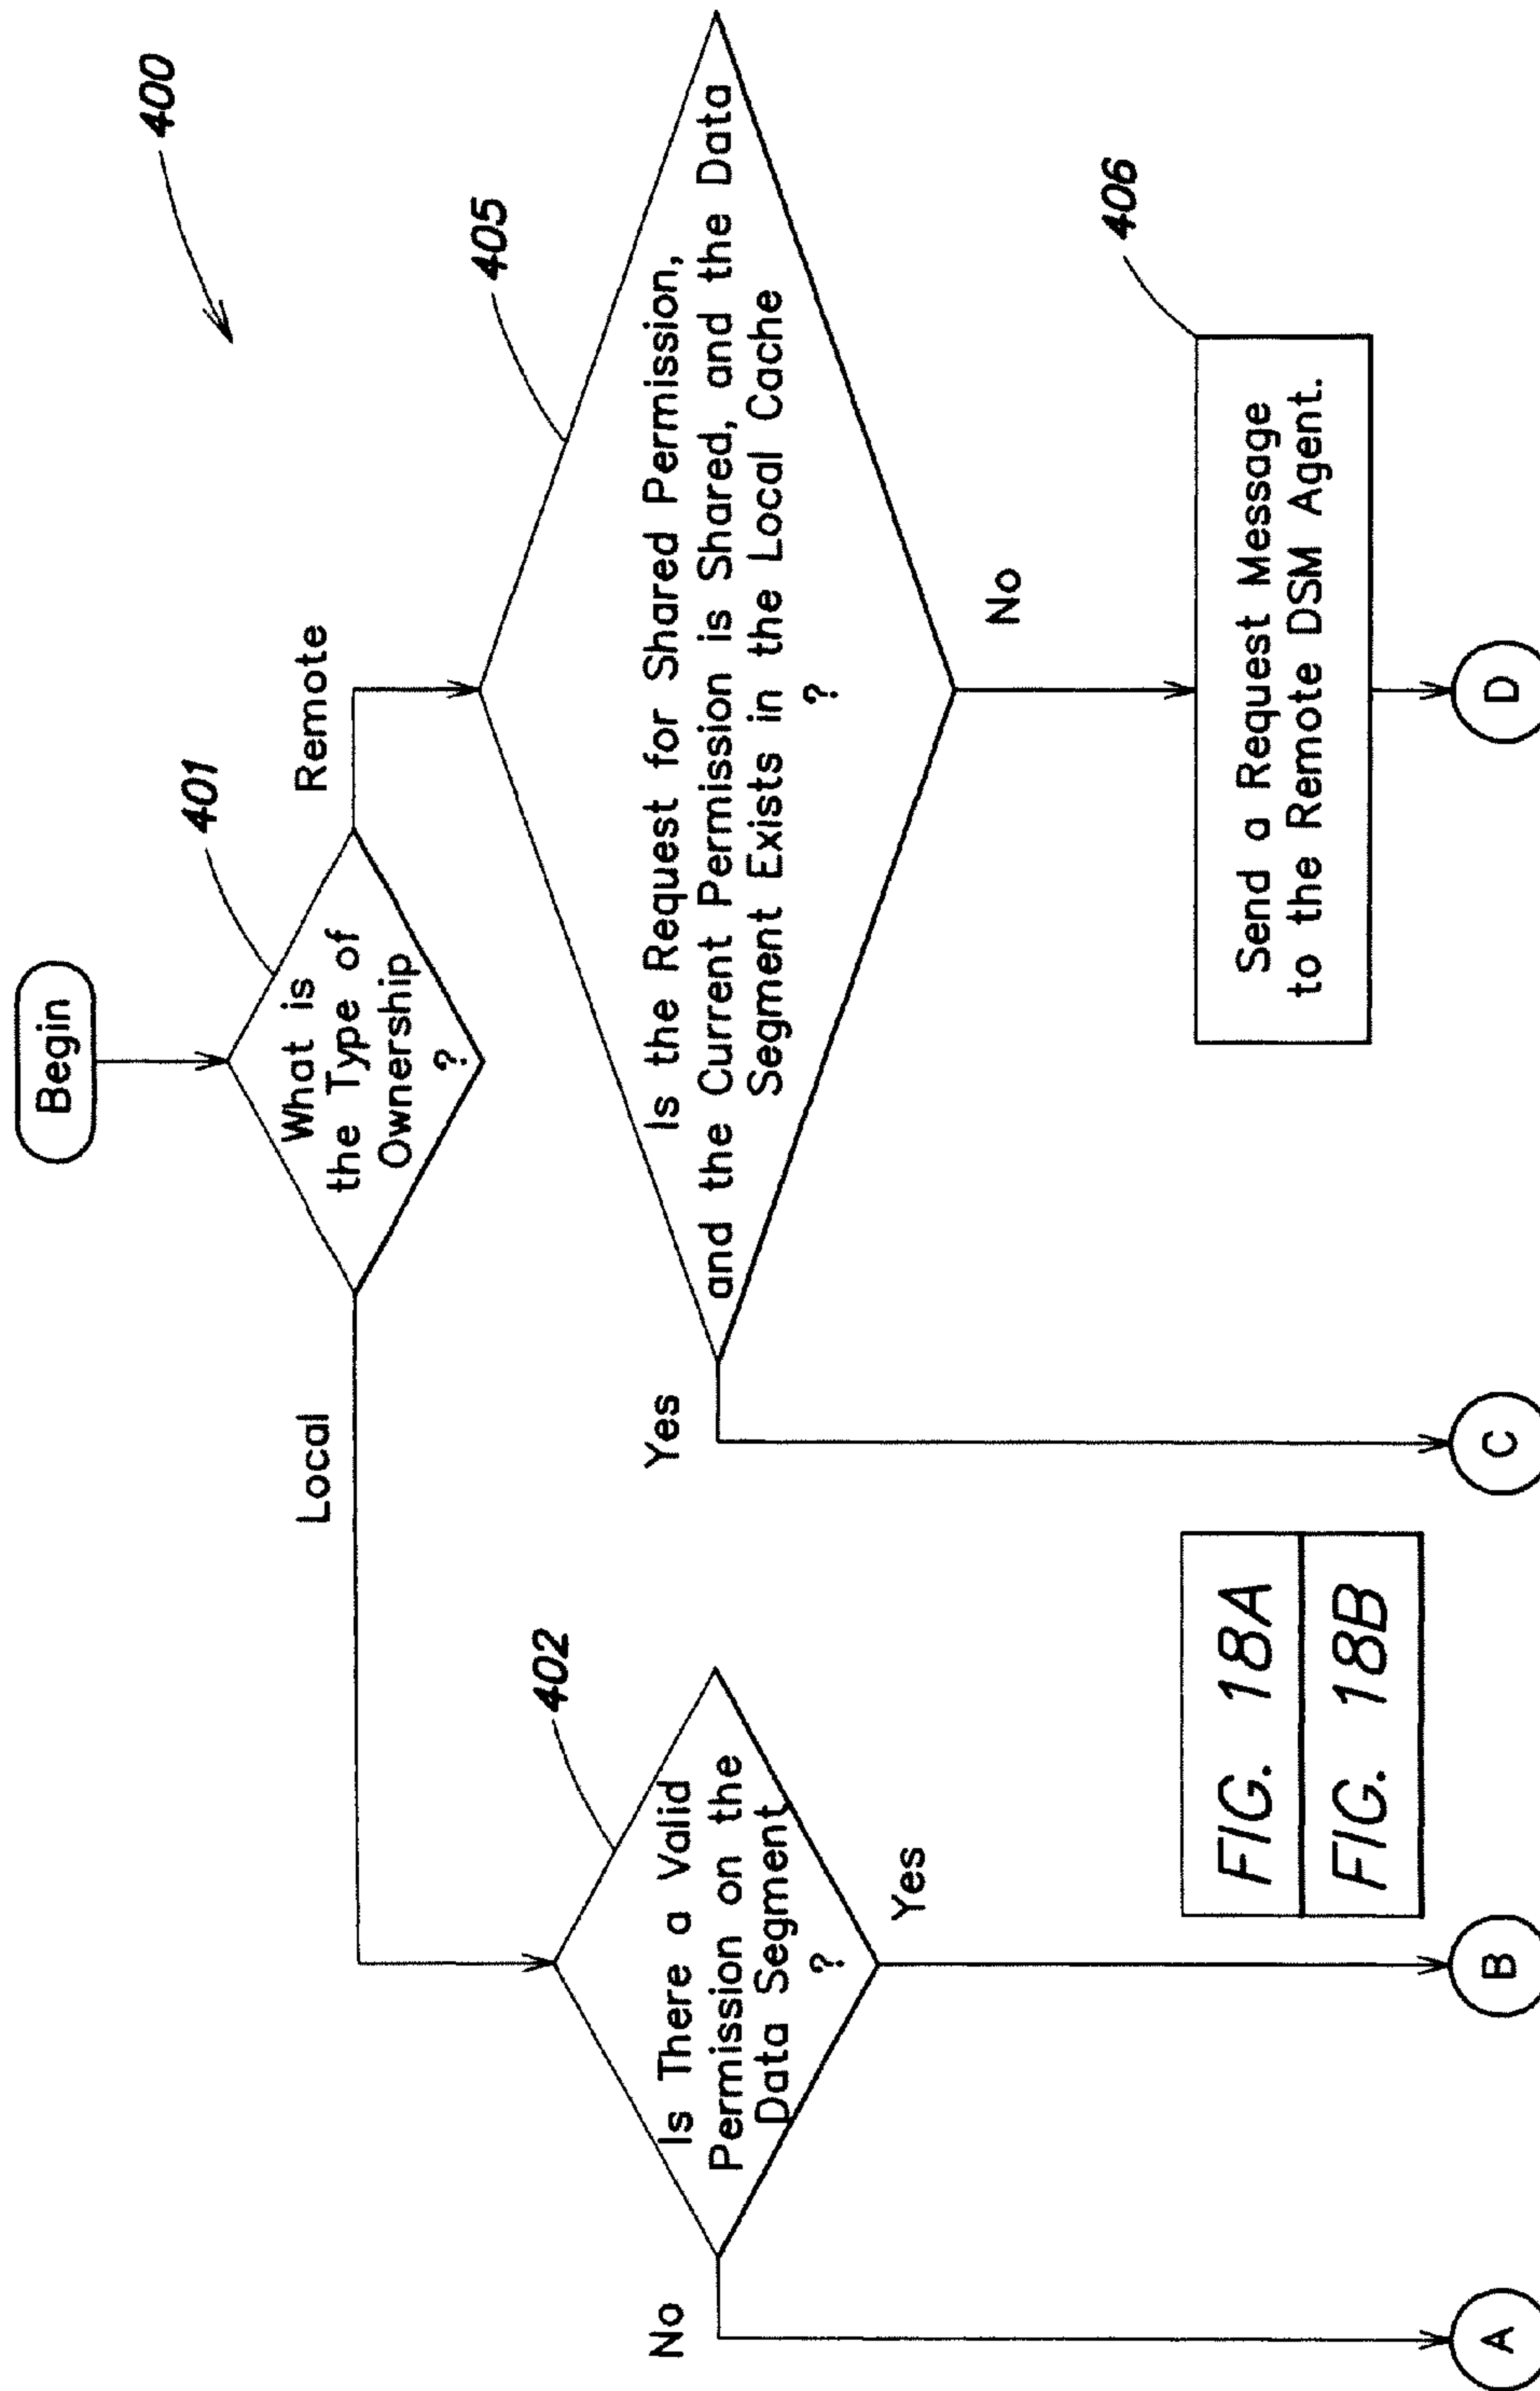 400
Begin
401
What is
the Type of
Ownership
?
Local
Remote
402
Is There a Valid
Permission on the
Data Segment
?
No
Yes
405
Is the Request for Shared Permission,
and the Current Permission is Shared, and the Data
Segment Exists in the Local Cache
?
Yes
No
406
Send a Request Message
to the Remote DSM Agent.
FIG. 18A
FIG. 18B
A
B
C
D